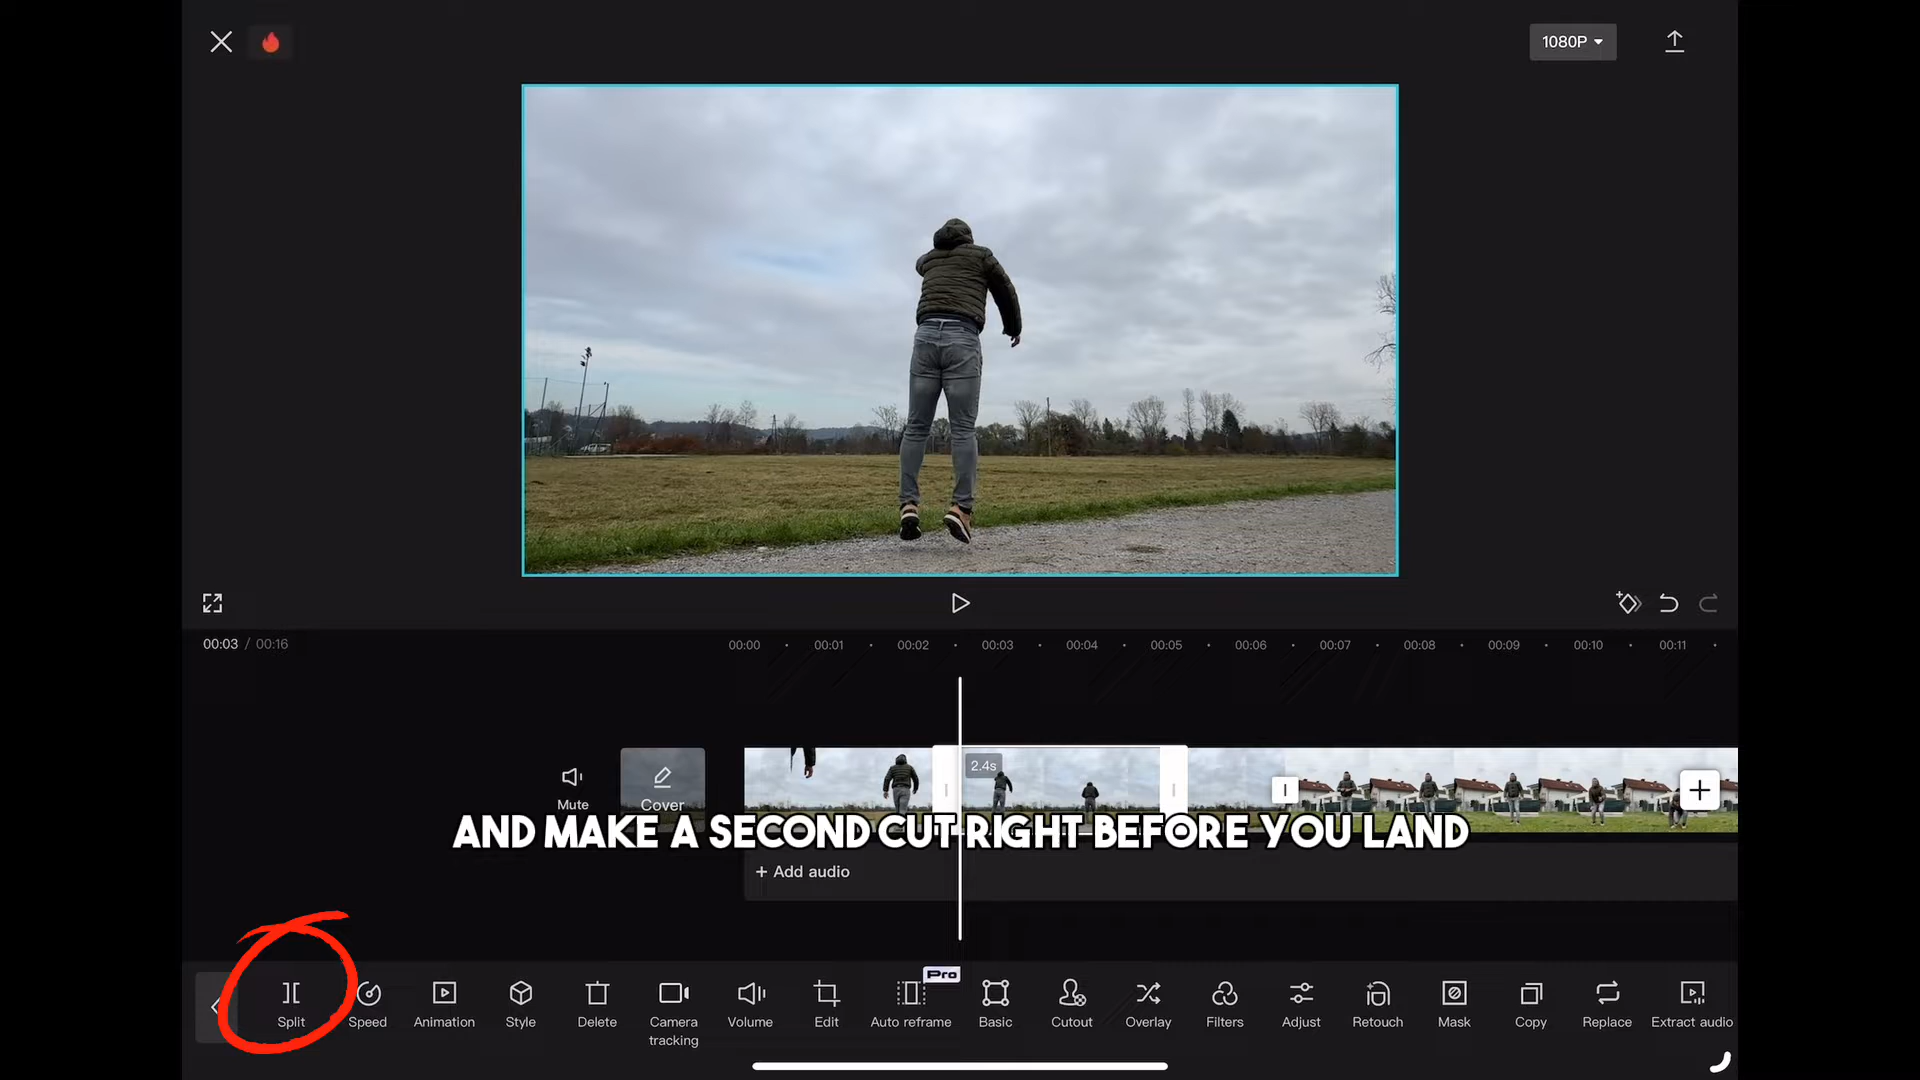 1080P
00:03 / 00:16
00:00 00:01 00:02 00:03 00:04 00:05 00:06 00:07 00:08 00:09 00:10 00:11
2.4s
Mute
Cover
AND MAKE A SECOND CUT RIGHT BEFORE YOU LAND
+ Add audio
Pro
Split Speed Animation Style Delete Camera tracking Volume Edit Auto reframe Basic Cutout Overlay Filters Adjust Retouch Mask Copy Replace Extract audio